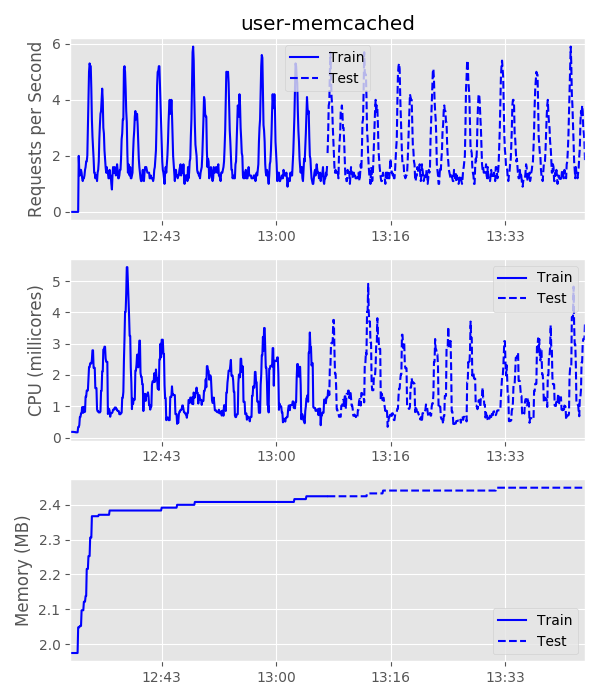 user-memcached
Requests per Second
6
4
2
0
Train
Test
12:43
13:00
13:16
13:33
CPU (millicores)
5
4
3
2
1
0
Train
Test
12:43
13:00
13:16
13:33
Memory (MB)
2.4
2.3
2.2
2.1
2.0
Train
Test
12:43
13:00
13:16
13:33